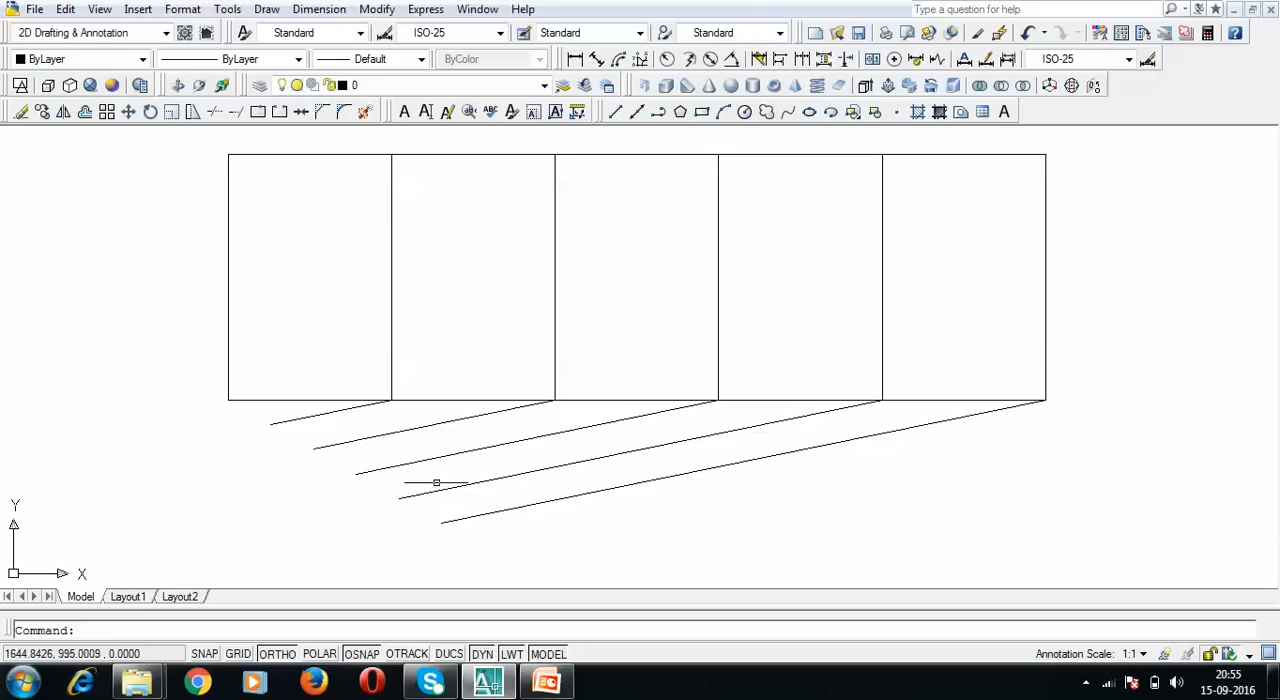 File Edit View Insert Format Tools Draw Dimension Modify Express Window Help Type a question for help
2D Drafting & Annotation Standard ISO-25 Standard Standard
ByLayer ByLayer Default ByColor ISO-25
0
Y
X
Model Layout1 Layout2
Command:
1644.8426, 995.0009 , 0.0000 SNAP GRID ORTHO POLAR OSNAP OTRACK DUCS DYN LWT MODEL Annotation Scale: 1:1
20:55
15-09-2016